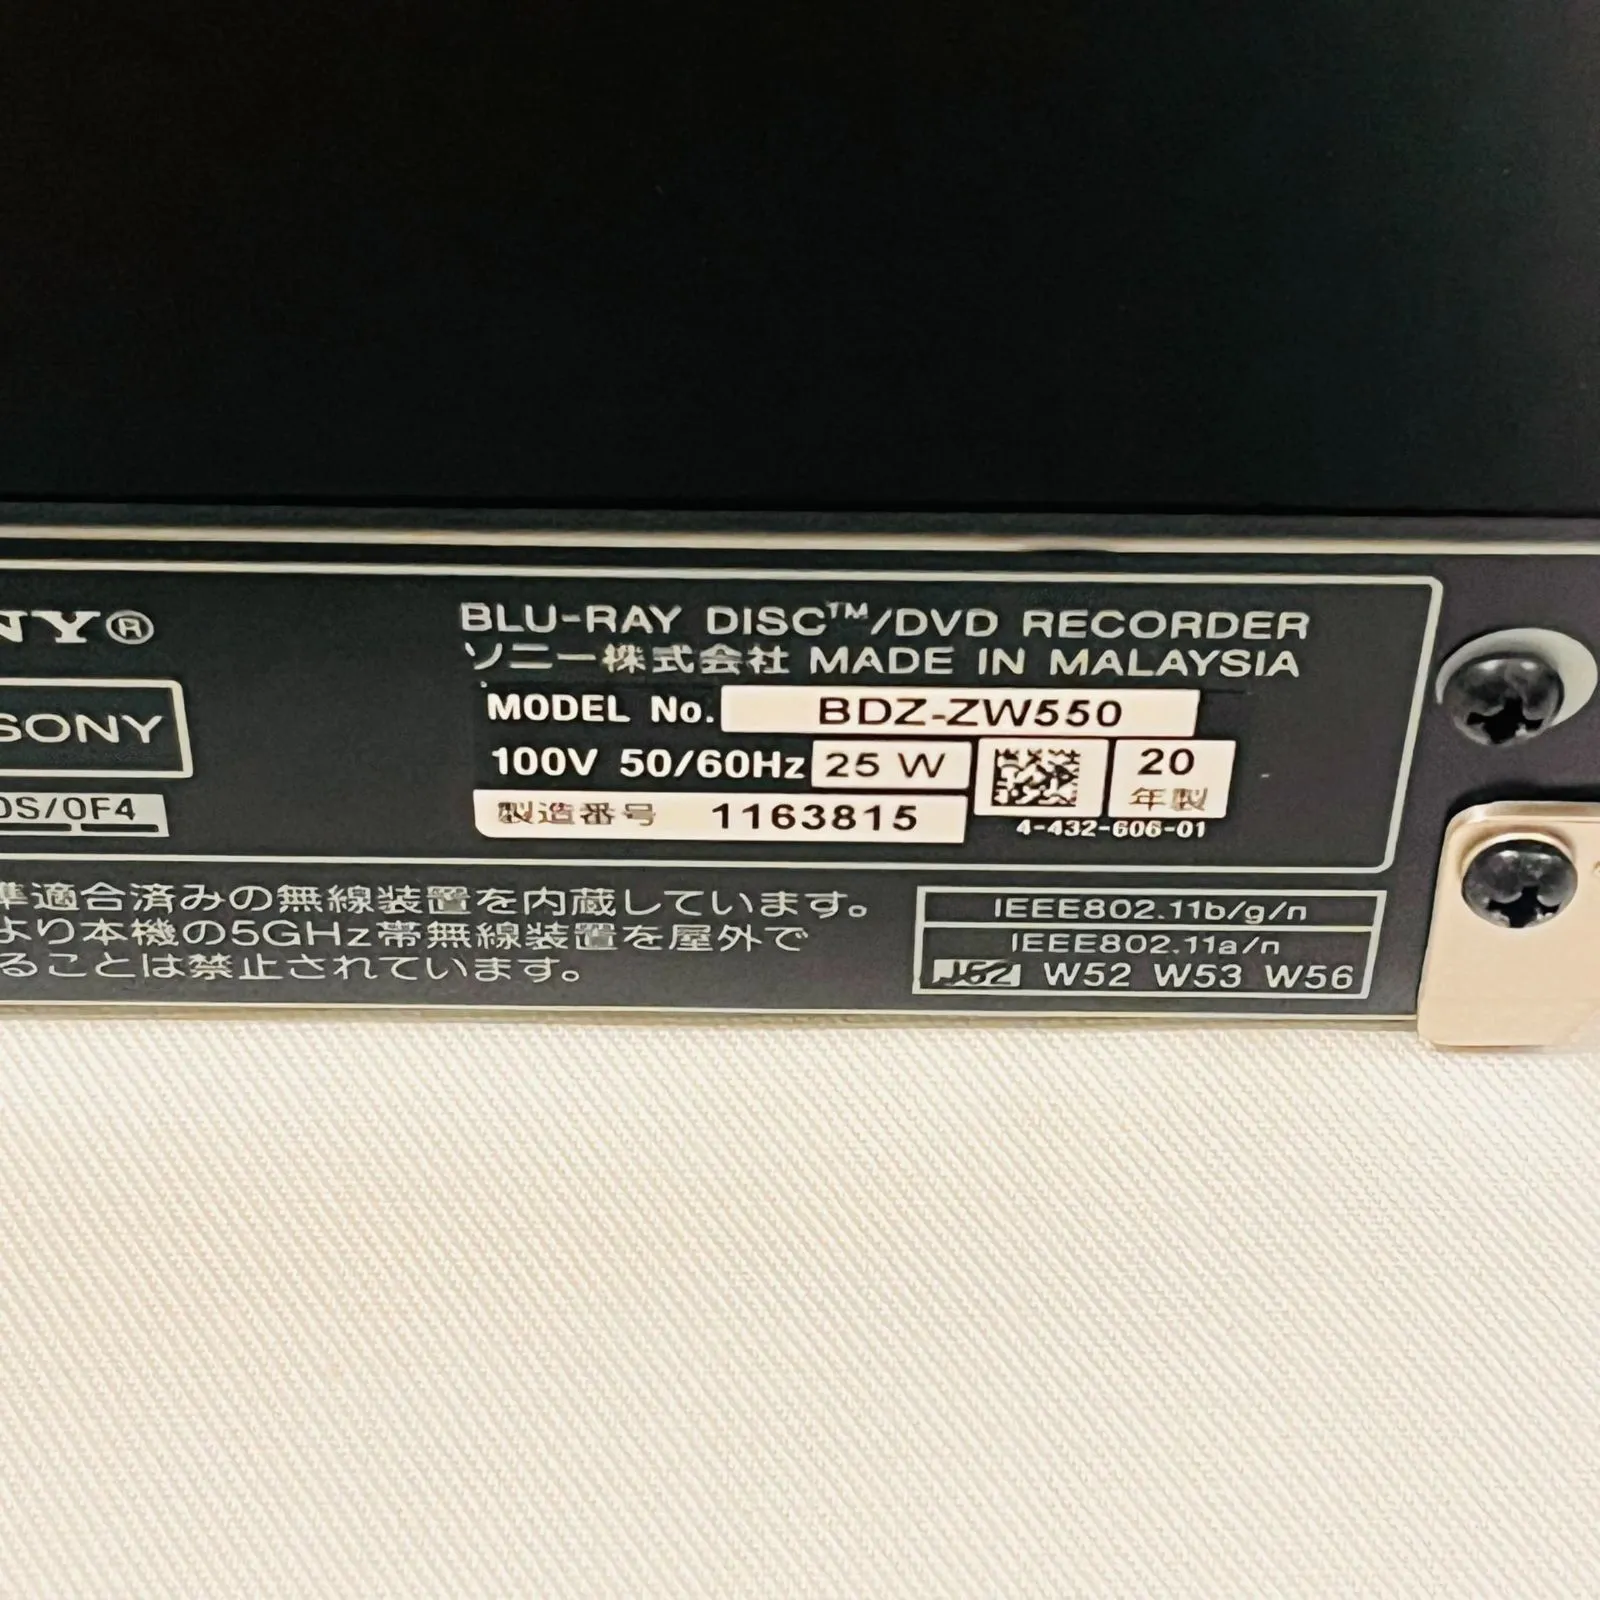 NY®
SONY
0S/0F4
BLU-RAY DISC™/DVD RECORDER
ソニー株式会社 MADE IN MALAYSIA
MODEL No. BDZ-ZW550
100V 50/60Hz 25 W
20
年製
製造番号 1163815
4-432-606-01
準適合済みの無線装置を内蔵しています。
より本機の5GHz帯無線装置を屋外で
ることは禁止されています。
IEEE802.11b/g/n
IEEE802.11a/n
J52 W52 W53 W56